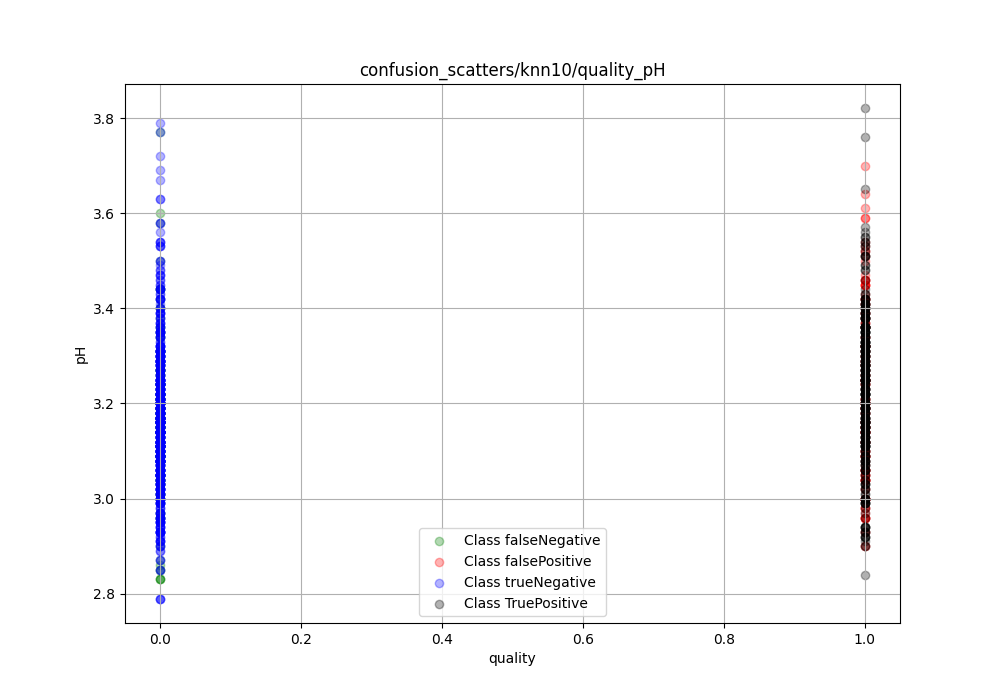 confusion_scatters/knn10/quality_pH
pH
3.8
3.6
3.4
3.2
3.0
2.8
Class falseNegative
Class falsePositive
Class trueNegative
Class TruePositive
0.0 0.2 0.4 0.6 0.8 1.0
quality